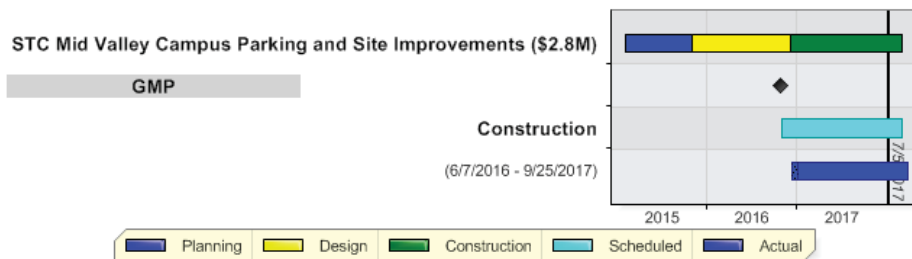 STC Mid Valley Campus Parking and Site Improvements ($2.8M)
GMP
Construction
(6/7/2016 - 9/25/2017)
2015 2016 2017
Planning Design Construction Scheduled Actual